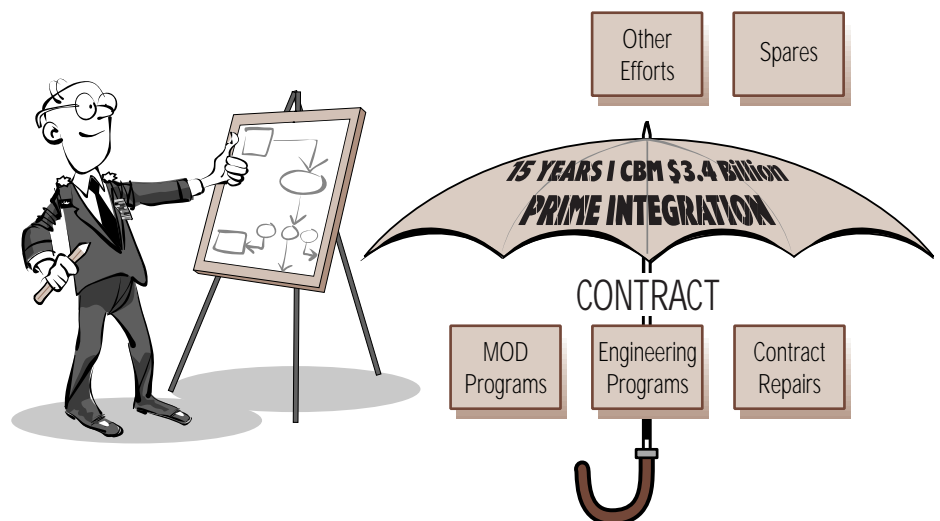 Other
Efforts
Spares
15 YEARS I CBM $3.4 Billion
PRIME INTEGRATION
CONTRACT
MOD
Programs
Engineering
Programs
Contract
Repairs